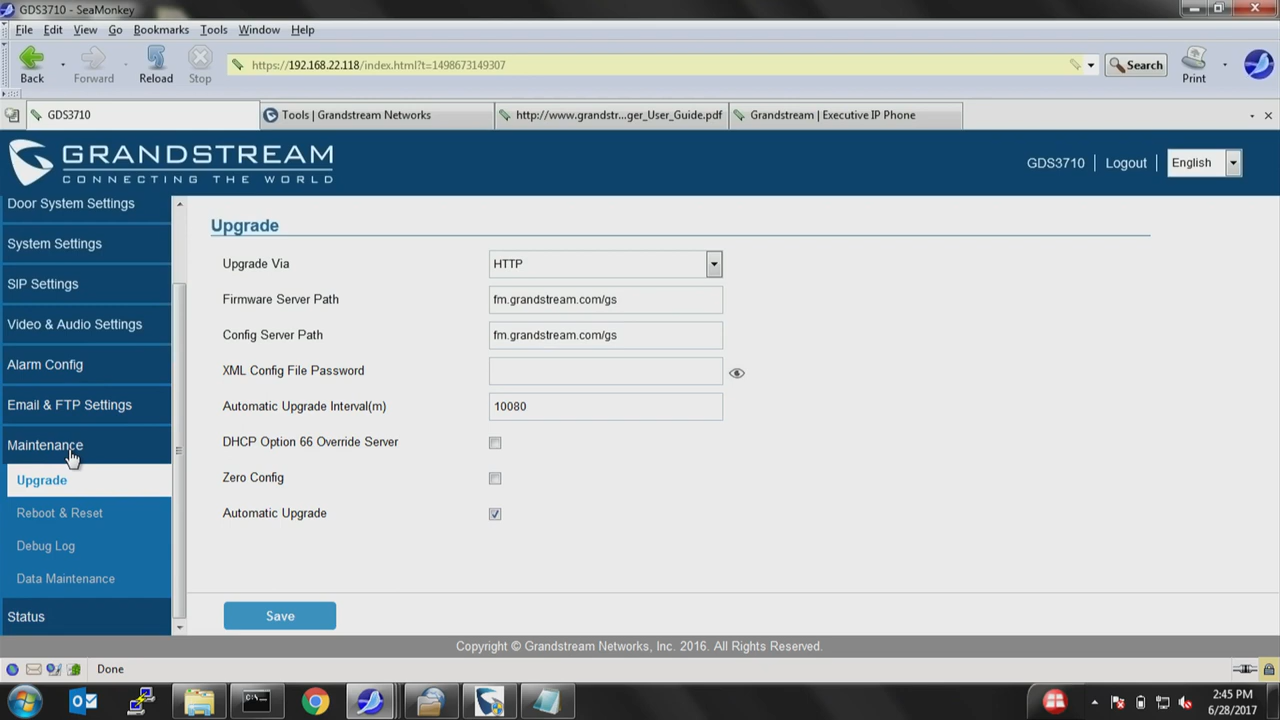 GDS3710 - SeaMonkey
File Edit View Go Bookmarks Tools Window Help
Back Forward Reload Stop https://192.168.22.118/index.html?t=1498673149307 Search Print
GDS3710 Tools | Grandstream Networks http://www.grandstr...ger_User_Guide.pdf Grandstream | Executive IP Phone
GRANDSTREAM
CONNECTING THE WORLD
GDS3710 Logout English
Door System Settings
System Settings
SIP Settings
Video & Audio Settings
Alarm Config
Email & FTP Settings
Maintenance
Upgrade
Reboot & Reset
Debug Log
Data Maintenance
Status
Upgrade
Upgrade Via HTTP
Firmware Server Path fm.grandstream.com/gs
Config Server Path fm.grandstream.com/gs
XML Config File Password
Automatic Upgrade Interval(m) 10080
DHCP Option 66 Override Server
Zero Config
Automatic Upgrade
Save
Copyright © Grandstream Networks, Inc. 2016. All Rights Reserved.
Done
2:45 PM
6/28/2017